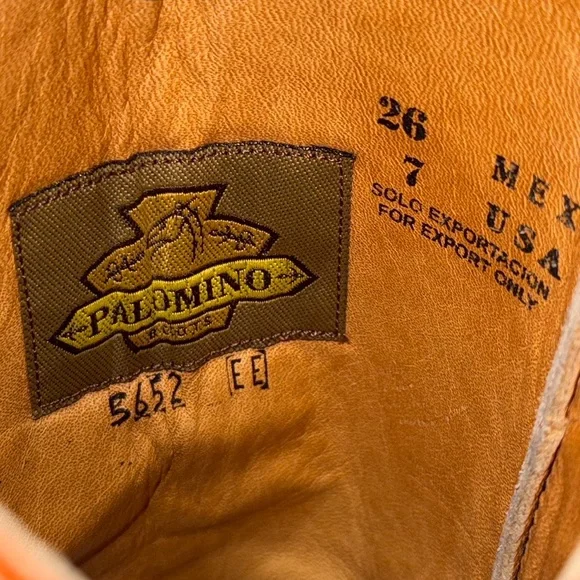 PALOMINO
BOOTS
5652 EE
26 MEX
7 USA
SOLO EXPORTACION
FOR EXPORT ONLY